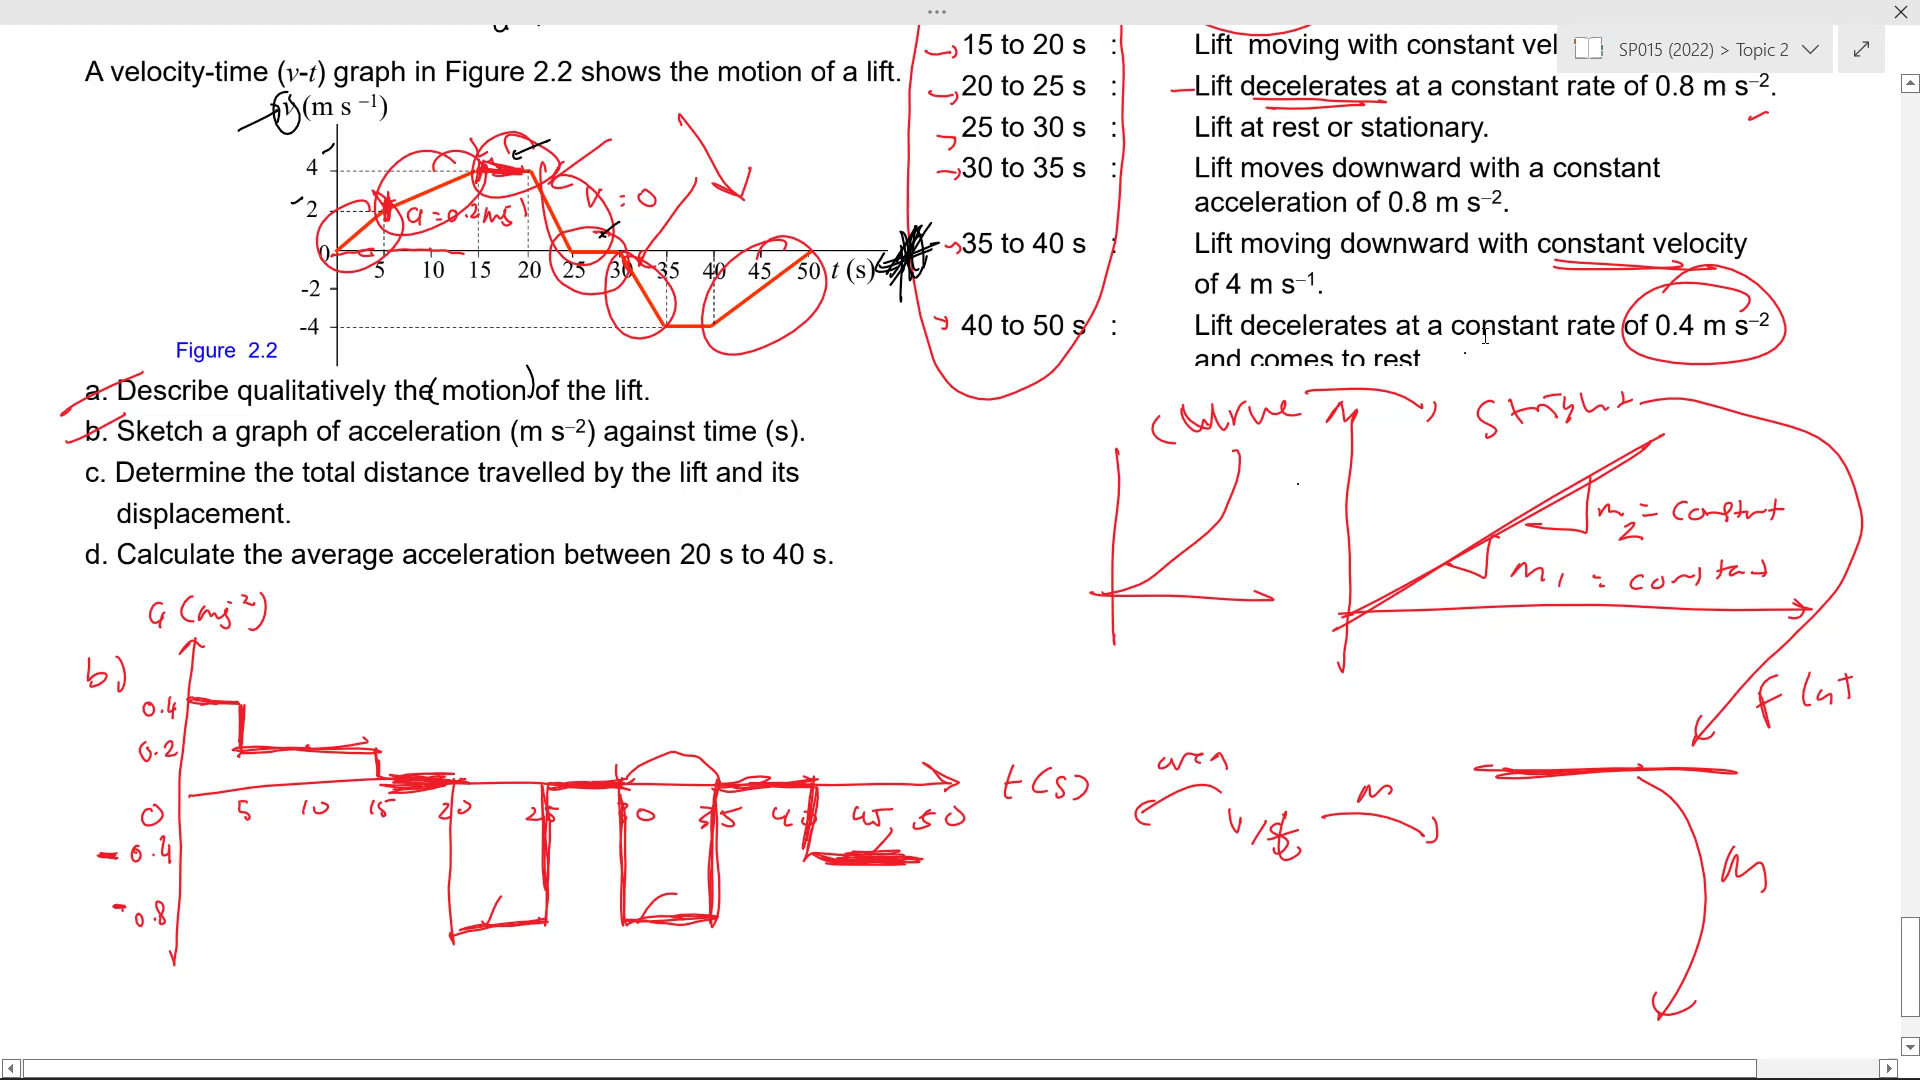 SP015 (2022) > Topic 2
A velocity-time (v-t) graph in Figure 2.2 shows the motion of a lift.
(m s⁻¹)
4
2
0
-2
-4
5 10 15 20 25 30 35 40 45 50 t (s)
a = 0.2 ms
V = 0
Figure 2.2
a. Describe qualitatively the motion of the lift.
b. Sketch a graph of acceleration (m s⁻²) against time (s).
c. Determine the total distance travelled by the lift and its
displacement.
d. Calculate the average acceleration between 20 s to 40 s.
15 to 20 s : Lift moving with constant vel
20 to 25 s : Lift decelerates at a constant rate of 0.8 m s⁻².
25 to 30 s : Lift at rest or stationary.
30 to 35 s : Lift moves downward with a constant
acceleration of 0.8 m s⁻².
35 to 40 s : Lift moving downward with constant velocity
of 4 m s⁻¹.
40 to 50 s : Lift decelerates at a constant rate of 0.4 m s⁻²
and comes to rest
Curve
m
Straight
m₂ = constant
m₁ = constant
Flat
m
b)
a (ms⁻²)
0.4
0.2
0
-0.4
-0.8
5 10 15 20 25 30 35 40 45 50
t (s)
area
m